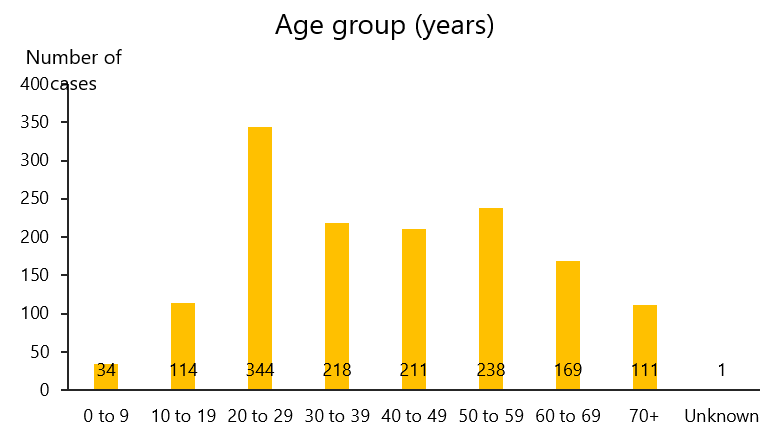 Age group (years)
Number of
cases
400
350
300
250
200
150
100
50
0
34 114 344 218 211 238 169 111 1
0 to 9 10 to 19 20 to 29 30 to 39 40 to 49 50 to 59 60 to 69 70+ Unknown